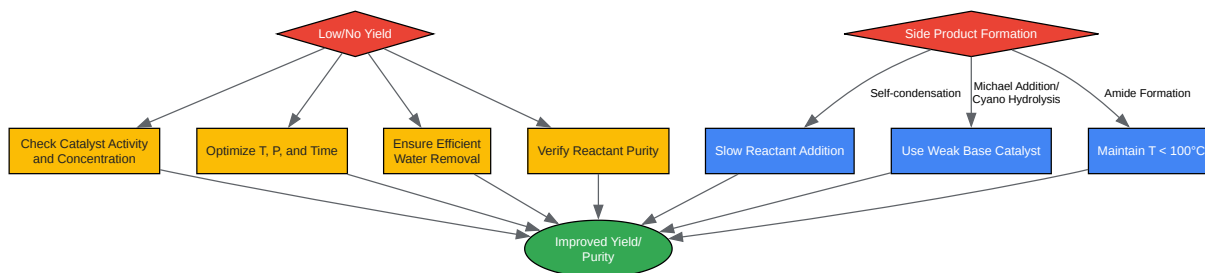 Low/No Yield
Side Product Formation
Self-condensation
Michael Addition/
Cyano Hydrolysis
Amide Formation
Check Catalyst Activity
and Concentration
Optimize T, P, and Time
Ensure Efficient
Water Removal
Verify Reactant Purity
Slow Reactant Addition
Use Weak Base Catalyst
Maintain T < 100°C
Improved Yield/
Purity